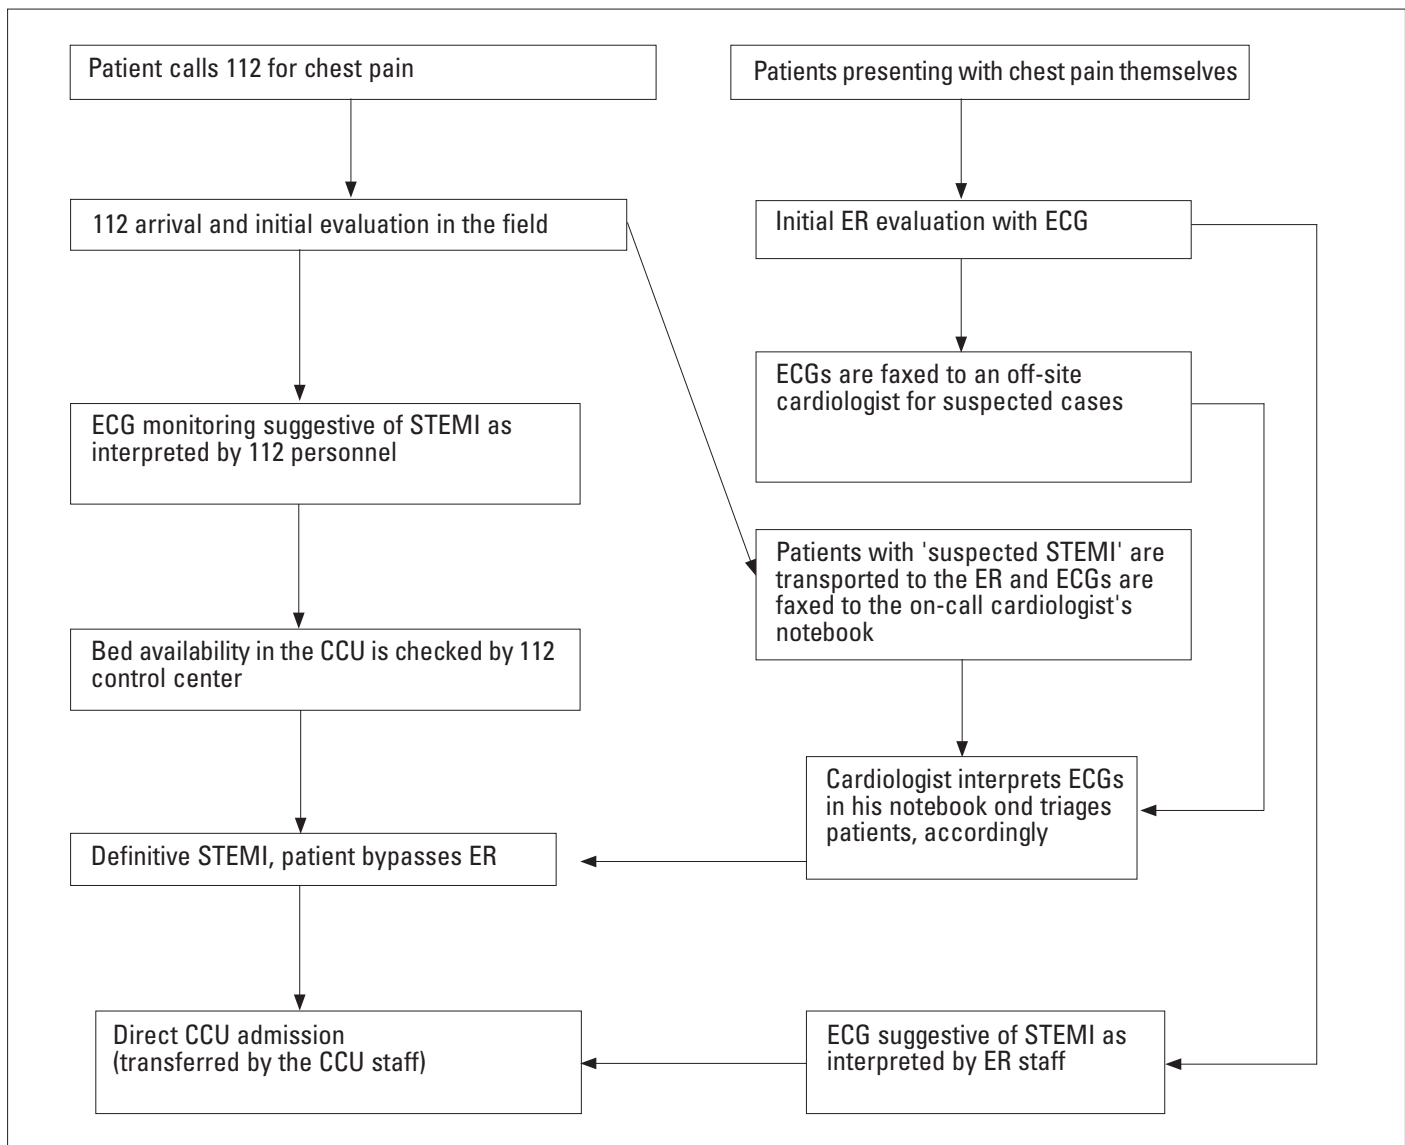 Patient calls 112 for chest pain
Patients presenting with chest pain themselves
112 arrival and initial evaluation in the field
Initial ER evaluation with ECG
ECGs are faxed to an off-site
cardiologist for suspected cases
ECG monitoring suggestive of STEMI as
interpreted by 112 personnel
Patients with 'suspected STEMI' are
transported to the ER and ECGs are
faxed to the on-call cardiologist's
notebook
Bed availability in the CCU is checked by 112
control center
Cardiologist interprets ECGs
in his notebook ond triages
patients, accordingly
Definitive STEMI, patient bypasses ER
Direct CCU admission
(transferred by the CCU staff)
ECG suggestive of STEMI as
interpreted by ER staff